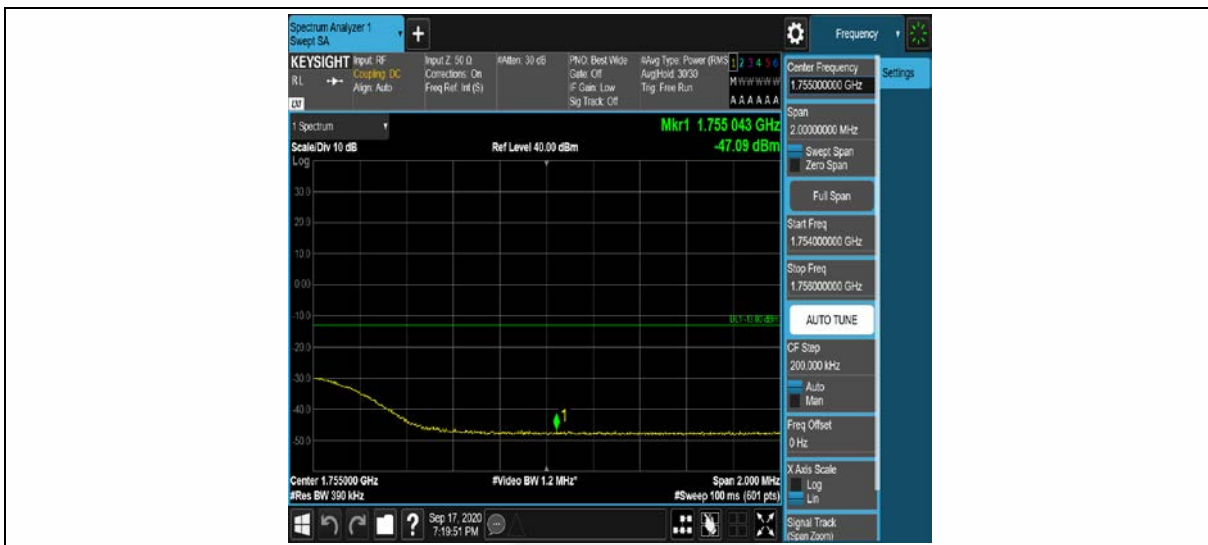 Spectrum Analyzer 1
Swept SA
+
Frequency
KEYSIGHT
RL
Input: RF
Coupling: DC
Align: Auto
Input Z: 50 Ω
Corrections: On
Freq Ref: Int (S)
#Atten: 30 dB
PNO: Best Wide
Gate: Off
IF Gain: Low
Sig Track: Off
#Avg Type: Power (RMS
Avg|Hold: 30/30
Trig: Free Run
1 2 3 4 5 6
M W W W W W
A A A A A A
1 Spectrum
Scale/Div 10 dB
Log
Ref Level 40.00 dBm
Mkr1 1.755 043 GHz
-47.09 dBm
30.0
20.0
10.0
0.00
-10.0
-20.0
-30.0
-40.0
-50.0
DL1 -13.00 dBm
1
Center 1.755000 GHz
#Res BW 390 kHz
#Video BW 1.2 MHz*
Span 2.000 MHz
#Sweep 100 ms (601 pts)
Sep 17, 2020
7:19:51 PM
?
Center Frequency
1.755000000 GHz
Settings
Span
2.00000000 MHz
Swept Span
Zero Span
Full Span
Start Freq
1.754000000 GHz
Stop Freq
1.756000000 GHz
AUTO TUNE
CF Step
200.000 kHz
Auto
Man
Freq Offset
0 Hz
X Axis Scale
Log
Lin
Signal Track
(Span Zoom)